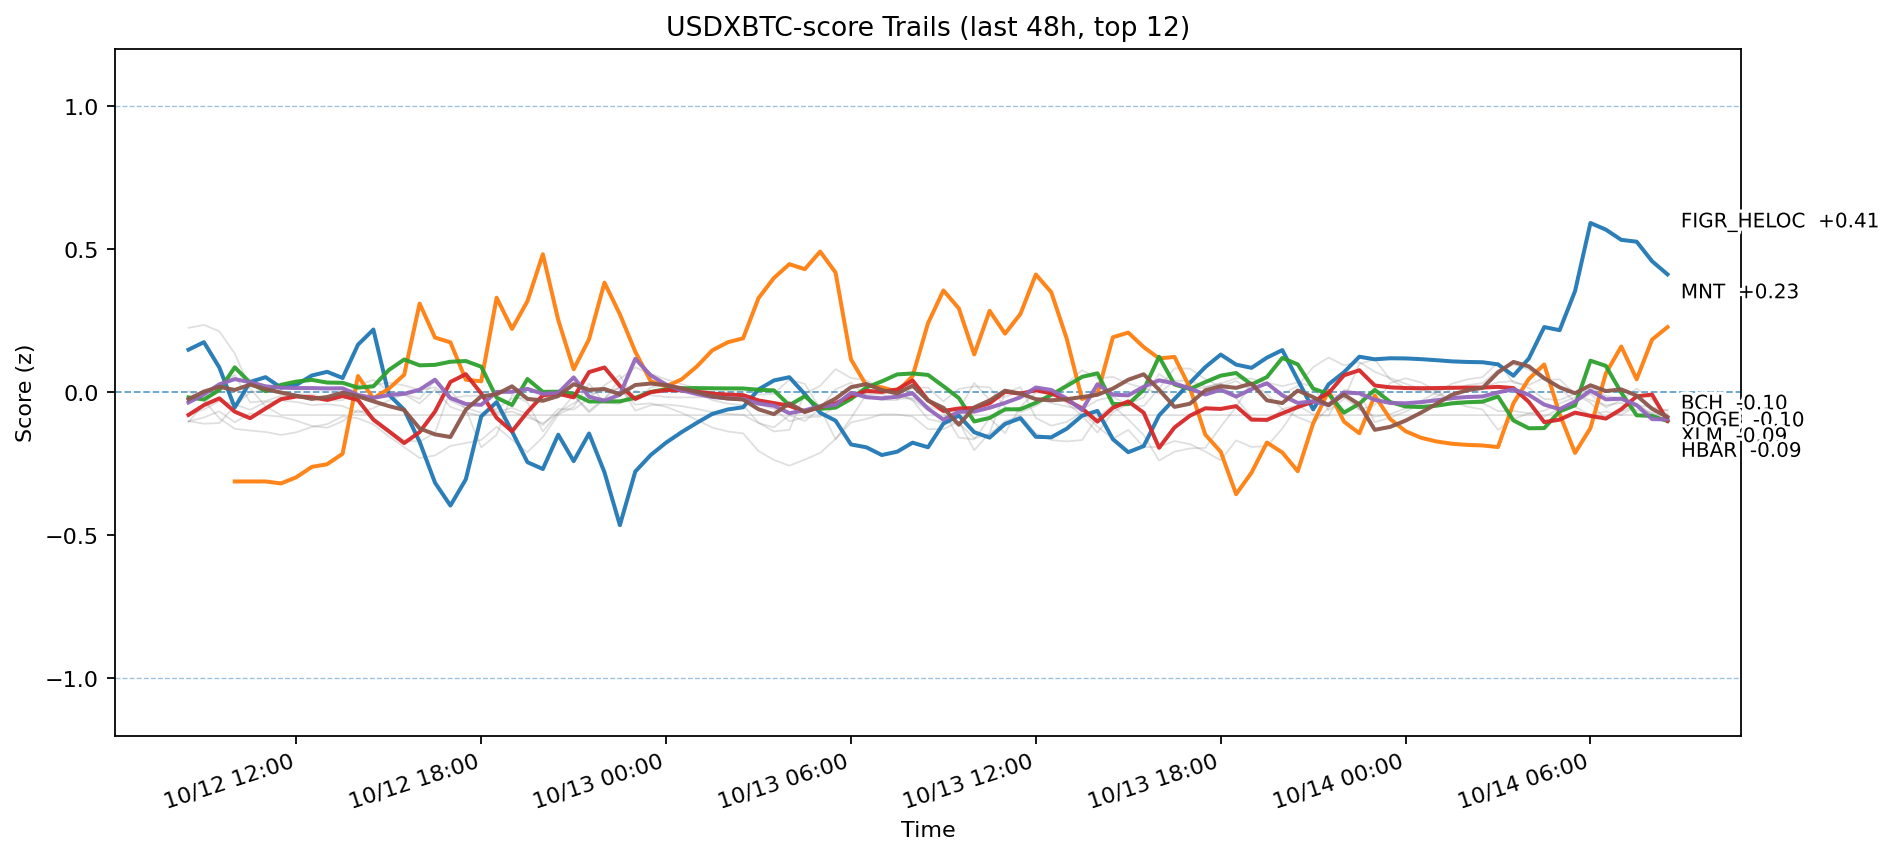 USDXBTC-score Trails (last 48h, top 12)
Score (z)
1.0
0.5
0.0
−0.5
−1.0
FIGR_HELOC +0.41
MNT +0.23
BCH -0.10
DOGE -0.10
XLM -0.09
HBAR -0.09
10/12 12:00
10/12 18:00
10/13 00:00
10/13 06:00
10/13 12:00
10/13 18:00
10/14 00:00
10/14 06:00
Time